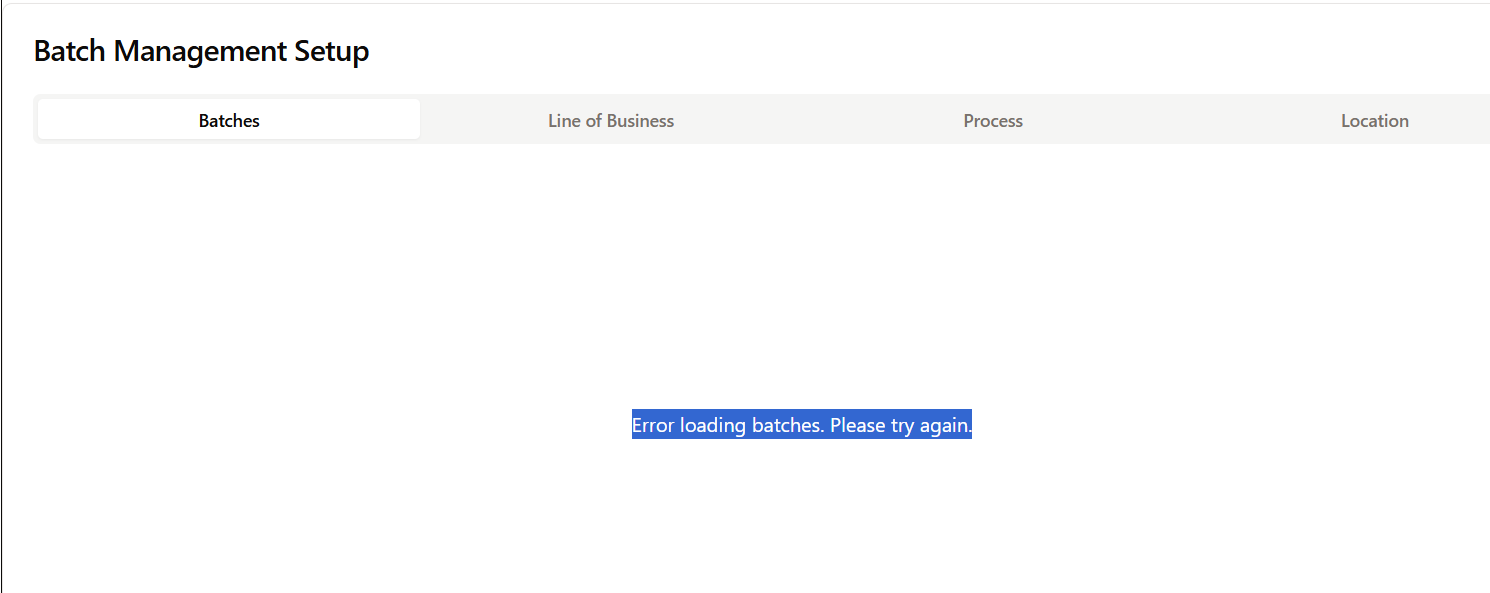 Batch Management Setup
Batches Line of Business Process Location
Error loading batches. Please try again.